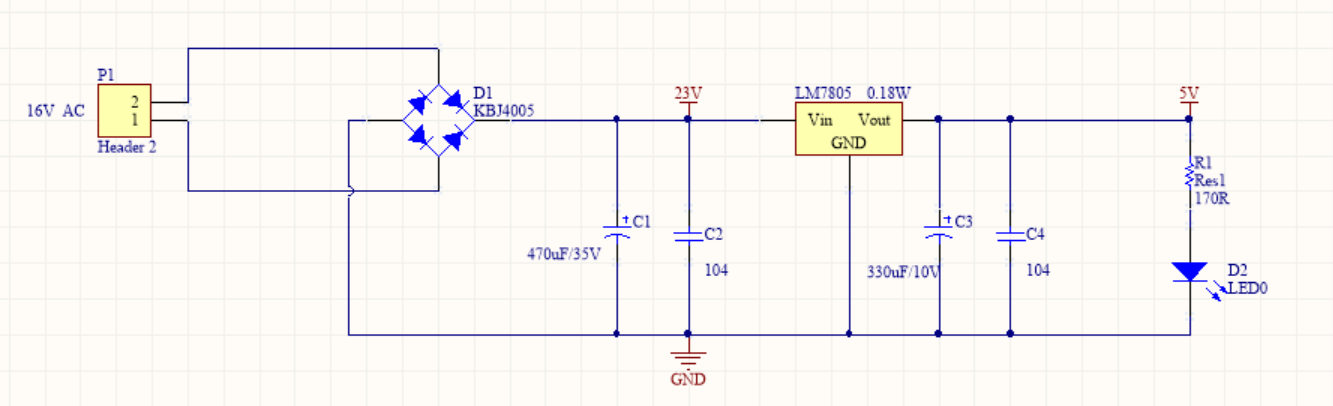 P1
16V AC
2
1
Header 2
D1
KBJ4005
23V
LM7805 0.18W
Vin Vout
GND
5V
R1
Res1
170R
+
C1
470uF/35V
C2
104
+
C3
330uF/10V
C4
104
D2
LED0
GND